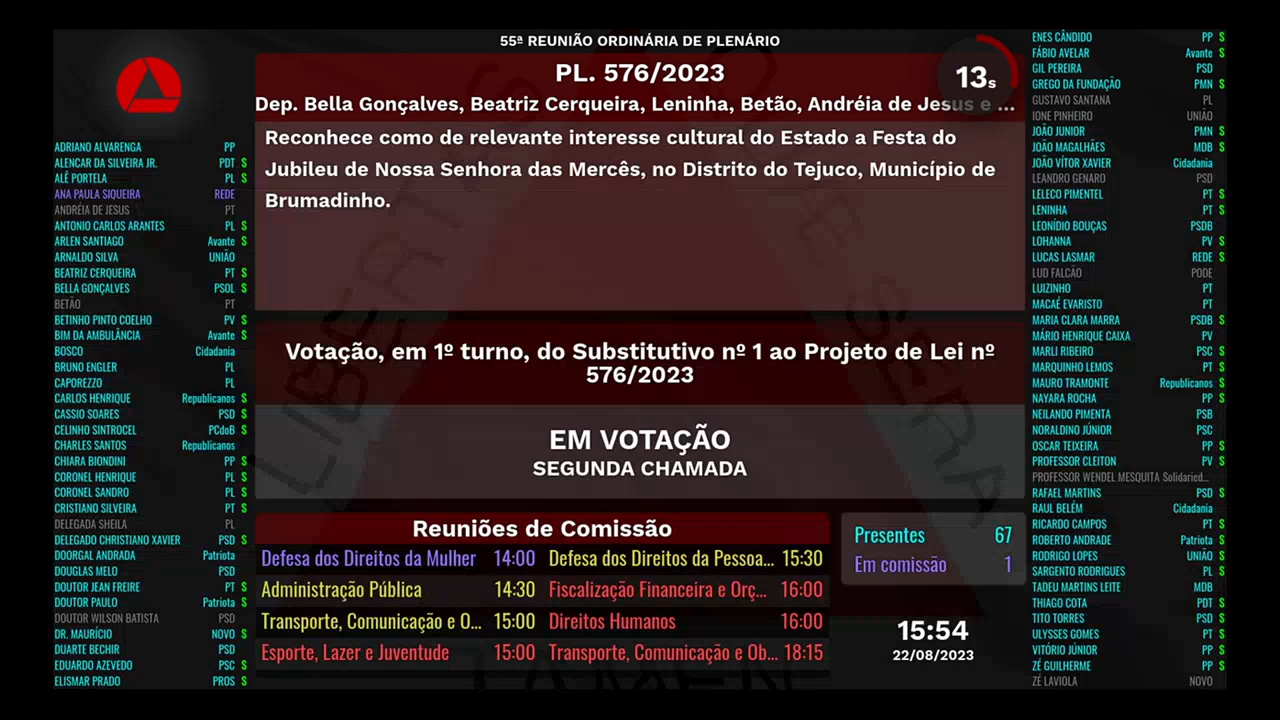 55ª REUNIÃO ORDINÁRIA DE PLENÁRIO
PL. 576/2023
13s
Dep. Bella Gonçalves, Beatriz Cerqueira, Leninha, Betão, Andréia de Jesus e ...
Reconhece como de relevante interesse cultural do Estado a Festa do
Jubileu de Nossa Senhora das Mercês, no Distrito do Tejuco, Município de
Brumadinho.
Votação, em 1º turno, do Substitutivo nº 1 ao Projeto de Lei nº
576/2023
EM VOTAÇÃO
SEGUNDA CHAMADA
Reuniões de Comissão
Defesa dos Direitos da Mulher 14:00 Defesa dos Direitos da Pessoa... 15:30
Administração Pública 14:30 Fiscalização Financeira e Orç... 16:00
Transporte, Comunicação e O... 15:00 Direitos Humanos 16:00
Esporte, Lazer e Juventude 15:00 Transporte, Comunicação e Ob... 18:15
Presentes 67
Em comissão 1
15:54
22/08/2023
ADRIANO ALVARENGA PP
ALENCAR DA SILVEIRA JR. PDT S
ALÊ PORTELA PL S
ANA PAULA SIQUEIRA REDE
ANDRÉIA DE JESUS PT
ANTONIO CARLOS ARANTES PL S
ARLEN SANTIAGO Avante S
ARNALDO SILVA UNIÃO
BEATRIZ CERQUEIRA PT S
BELLA GONÇALVES PSOL S
BETÃO PT
BETINHO PINTO COELHO PV S
BIM DA AMBULÂNCIA Avante S
BOSCO Cidadania
BRUNO ENGLER PL
CAPOREZZO PL
CARLOS HENRIQUE Republicanos S
CASSIO SOARES PSD S
CELINHO SINTROCEL PCdoB S
CHARLES SANTOS Republicanos
CHIARA BIONDINI PP S
CORONEL HENRIQUE PL S
CORONEL SANDRO PL S
CRISTIANO SILVEIRA PT S
DELEGADA SHEILA PL
DELEGADO CHRISTIANO XAVIER PSD S
DOORGAL ANDRADA Patriota
DOUGLAS MELO PSD
DOUTOR JEAN FREIRE PT S
DOUTOR PAULO Patriota S
DOUTOR WILSON BATISTA PSD
DR. MAURÍCIO NOVO S
DUARTE BECHIR PSD
EDUARDO AZEVEDO PSC S
ELISMAR PRADO PROS S
ENES CÂNDIDO PP S
FÁBIO AVELAR Avante S
GIL PEREIRA PSD
GREGO DA FUNDAÇÃO PMN S
GUSTAVO SANTANA PL
IONE PINHEIRO UNIÃO
JOÃO JUNIOR PMN S
JOÃO MAGALHÃES MDB S
JOÃO VÍTOR XAVIER Cidadania
LEANDRO GENARO PSD
LELECO PIMENTEL PT S
LENINHA PT S
LEONÍDIO BOUÇAS PSDB
LOHANNA PV S
LUCAS LASMAR REDE S
LUD FALCÃO PODE
LUIZINHO PT
MACAÉ EVARISTO PT
MARIA CLARA MARRA PSDB S
MÁRIO HENRIQUE CAIXA PV
MARLI RIBEIRO PSC S
MARQUINHO LEMOS PT S
MAURO TRAMONTE Republicanos S
NAYARA ROCHA PP S
NEILANDO PIMENTA PSB
NORALDINO JÚNIOR PSC
OSCAR TEIXEIRA PP S
PROFESSOR CLEITON PV S
PROFESSOR WENDEL MESQUITA Solidaried...
RAFAEL MARTINS PSD S
RAUL BELÉM Cidadania
RICARDO CAMPOS PT S
ROBERTO ANDRADE Patriota S
RODRIGO LOPES UNIÃO S
SARGENTO RODRIGUES PL S
TADEU MARTINS LEITE MDB
THIAGO COTA PDT S
TITO TORRES PSD S
ULYSSES GOMES PT S
VITÓRIO JÚNIOR PP S
ZÉ GUILHERME PP S
ZÉ LAVIOLA NOVO